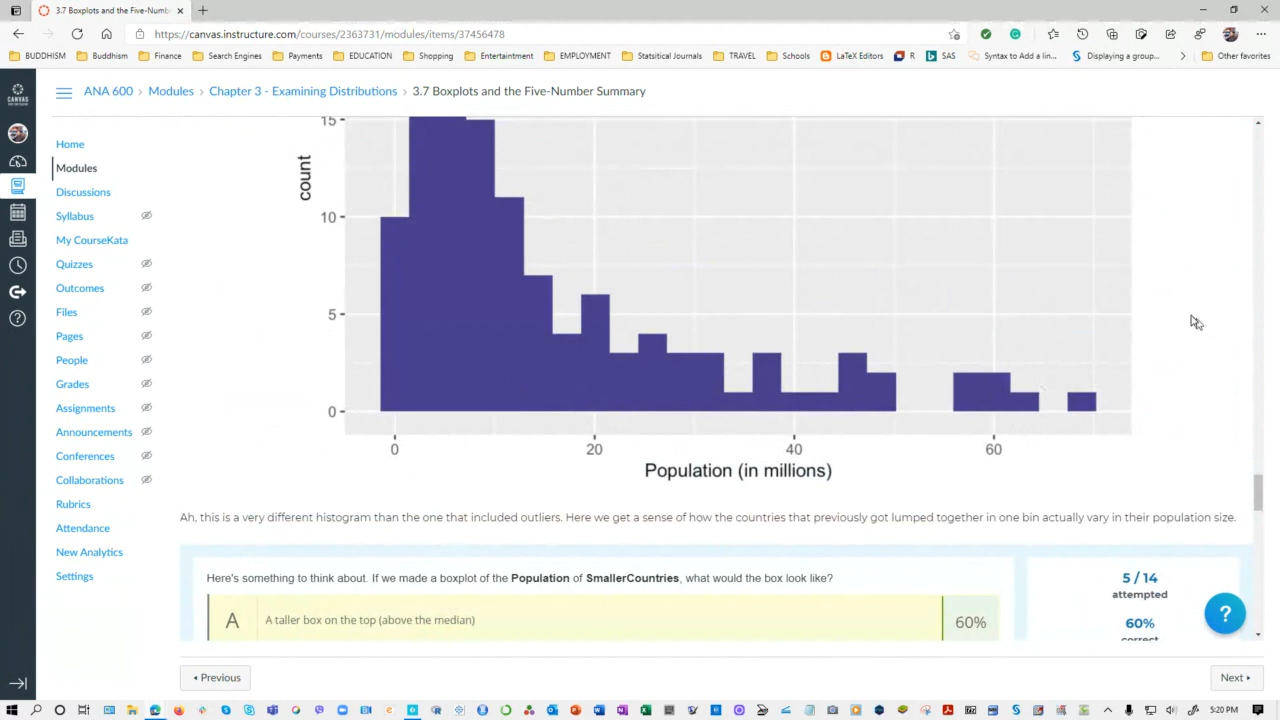 3.7 Boxplots and the Five-Numb
https://canvas.instructure.com/courses/2363731/modules/items/37456478
BUDDHISM Buddhism Finance Search Engines Payments EDUCATION Shopping Entertainment EMPLOYMENT Statsitical Journals TRAVEL Schools LaTeX Editors R SAS Syntax to Add a lin... Displaying a group... Other favorites
CANVAS
ANA 600 › Modules › Chapter 3 - Examining Distributions › 3.7 Boxplots and the Five-Number Summary
Home
Modules
Discussions
Syllabus
My CourseKata
Quizzes
Outcomes
Files
Pages
People
Grades
Assignments
Announcements
Conferences
Collaborations
Rubrics
Attendance
New Analytics
Settings
15
count
10
5
0
0 20 40 60
Population (in millions)
Ah, this is a very different histogram than the one that included outliers. Here we get a sense of how the countries that previously got lumped together in one bin actually vary in their population size.
Here's something to think about. If we made a boxplot of the Population of SmallerCountries, what would the box look like?
A A taller box on the top (above the median) 60%
5 / 14
attempted
60%
correct
?
Previous
Next
5:20 PM